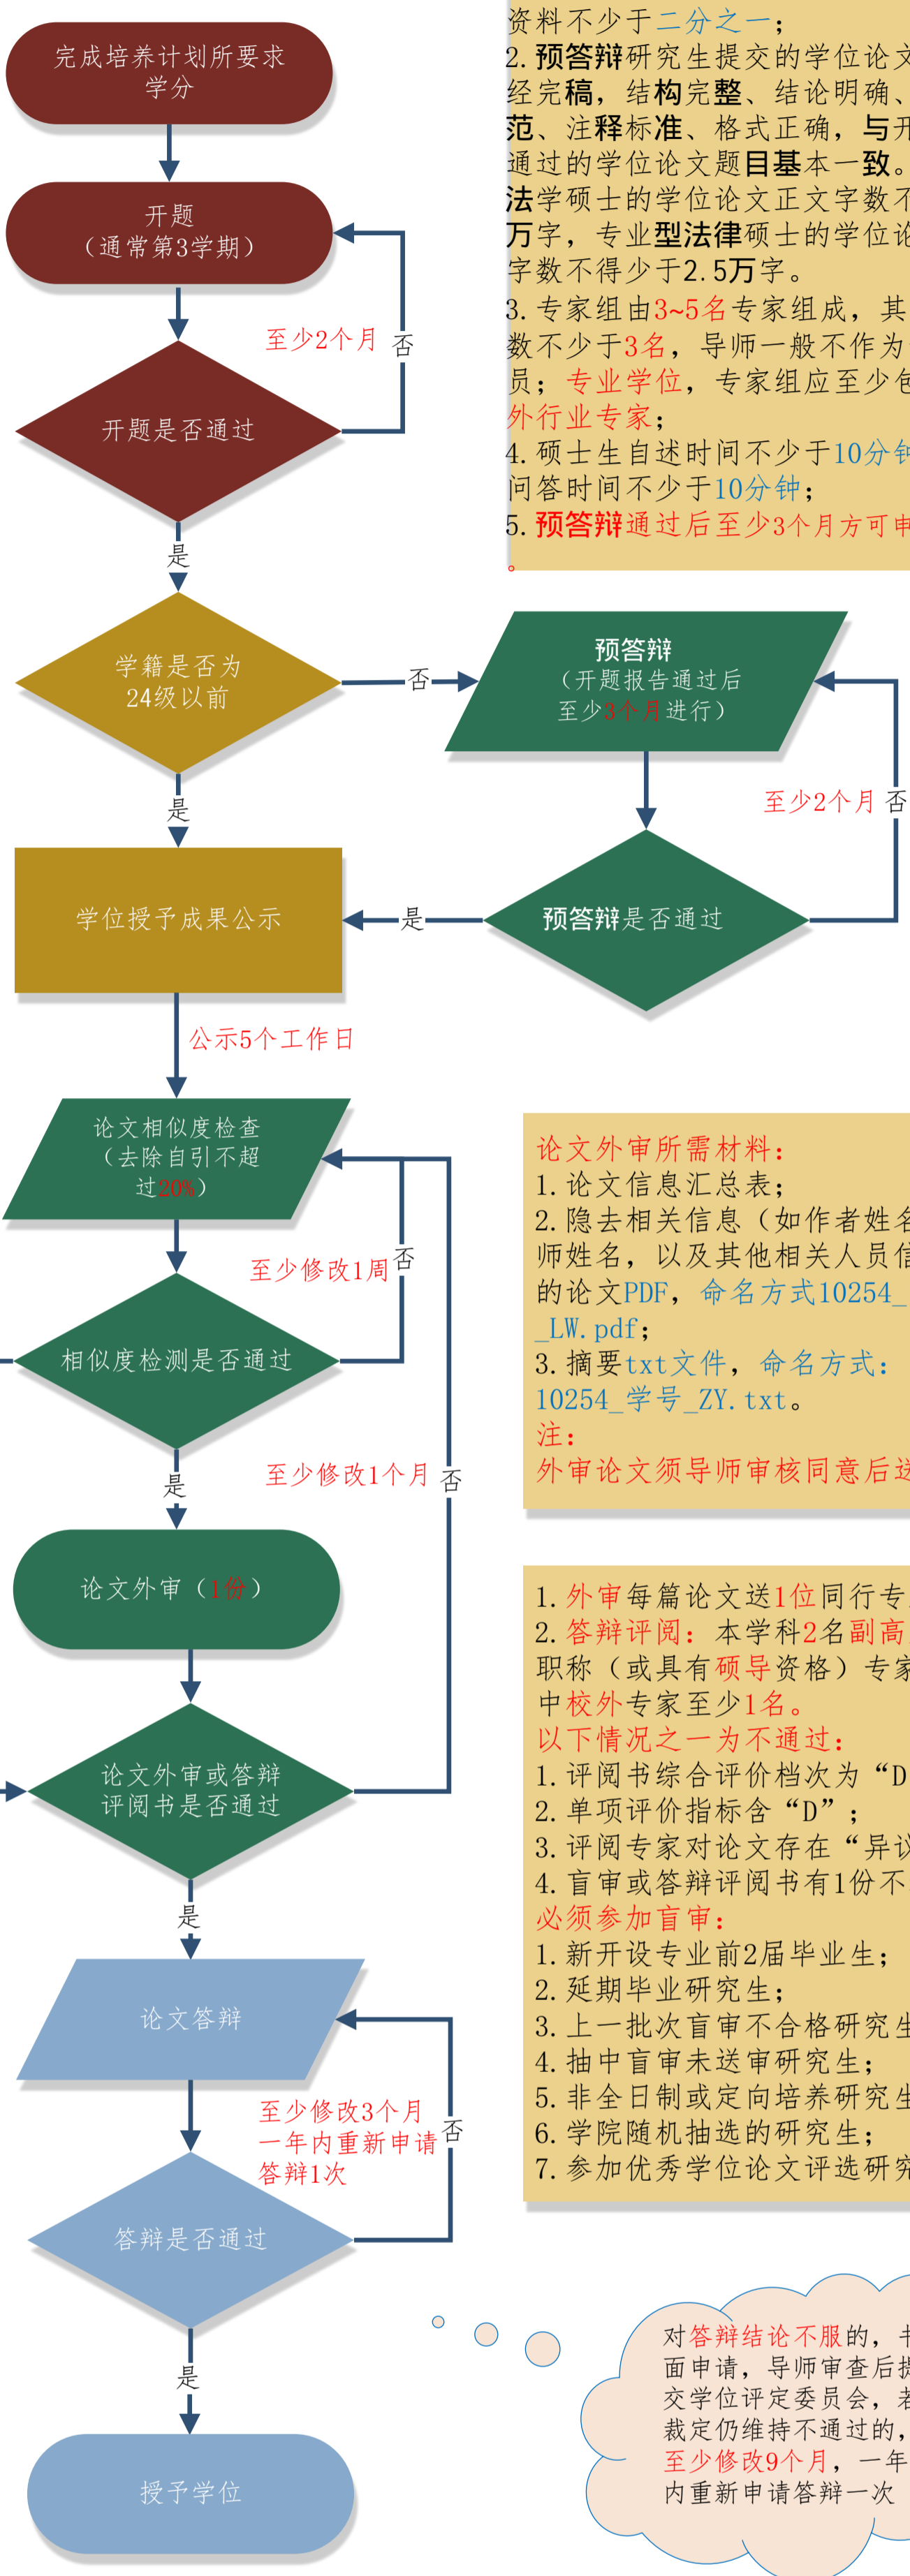 完成培养计划所要求
学分
开题
（通常第3学期）
至少2个月
否
开题是否通过
是
学籍是否为
24级以前
否
预答辩
（开题报告通过后
至少3个月进行）
是
至少2个月
否
学位授予成果公示
是
预答辩是否通过
公示5个工作日
论文相似度检查
（去除自引不超
过20%）
至少修改1周
否
相似度检测是否通过
至少修改1个月
否
是
论文外审（1份）
论文外审或答辩
评阅书是否通过
是
论文答辩
至少修改3个月
一年内重新申请
答辩1次
否
答辩是否通过
是
授予学位
资料不少于二分之一；
2.预答辩研究生提交的学位论文
经完稿，结构完整、结论明确、
范、注释标准、格式正确，与开
通过的学位论文题目基本一致。
法学硕士的学位论文正文字数不
万字，专业型法律硕士的学位论
字数不得少于2.5万字。
3.专家组由3~5名专家组成，其
数不少于3名，导师一般不作为
员；专业学位，专家组应至少包
外行业专家；
4.硕士生自述时间不少于10分钟
问答时间不少于10分钟；
5.预答辩通过后至少3个月方可申
。
论文外审所需材料：
1.论文信息汇总表；
2.隐去相关信息（如作者姓名
师姓名，以及其他相关人员信
的论文PDF，命名方式10254_
_LW.pdf；
3.摘要txt文件，命名方式：
10254_学号_ZY.txt。
注：
外审论文须导师审核同意后送
1.外审每篇论文送1位同行专
2.答辩评阅：本学科2名副高
职称（或具有硕导资格）专家
中校外专家至少1名。
以下情况之一为不通过：
1.评阅书综合评价档次为“D
2.单项评价指标含“D”；
3.评阅专家对论文存在“异议
4.盲审或答辩评阅书有1份不
必须参加盲审：
1.新开设专业前2届毕业生；
2.延期毕业研究生；
3.上一批次盲审不合格研究生
4.抽中盲审未送审研究生；
5.非全日制或定向培养研究生
6.学院随机抽选的研究生；
7.参加优秀学位论文评选研究
对答辩结论不服的，书
面申请，导师审查后提
交学位评定委员会，若
裁定仍维持不通过的，
至少修改9个月，一年
内重新申请答辩一次